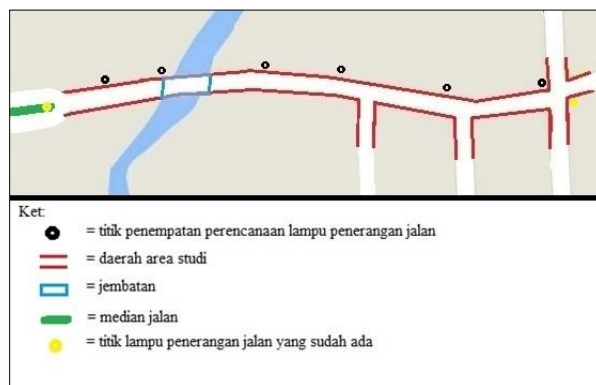 Ket:
= titik penempatan perencanaan lampu penerangan jalan
= daerah area studi
= jembatan
= median jalan
= titik lampu penerangan jalan yang sudah ada